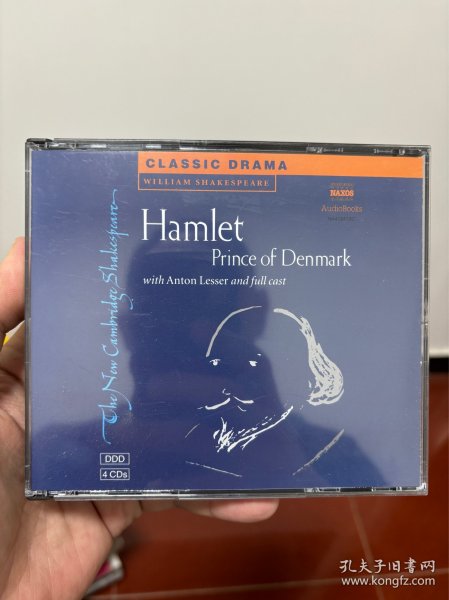 CLASSIC DRAMA
WILLIAM SHAKESPEARE
NAXOS
AudioBooks
Hamlet
Prince of Denmark
with Anton Lesser and full cast
The New Cambridge Shakespeare
DDD
4 CDs
孔夫子旧书网
www.kongfz.com